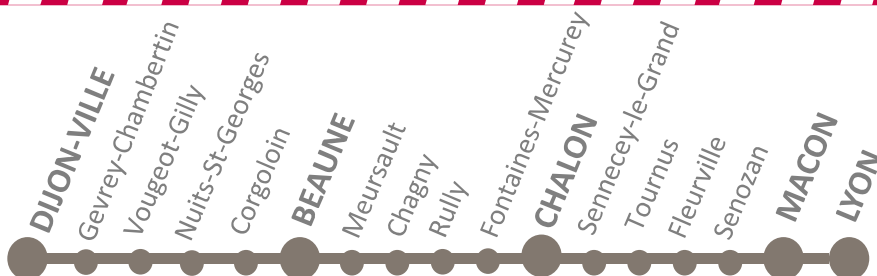 DIJON-VILLE
Gevrey-Chambertin
Vougeot-Gilly
Nuits-St-Georges
Corgoloin
BEAUNE
Meursault
Chagny
Rully
Fontaines-Mercurey
CHALON
Sennecey-le-Grand
Tournus
Fleurville
Senozan
MACON
LYON